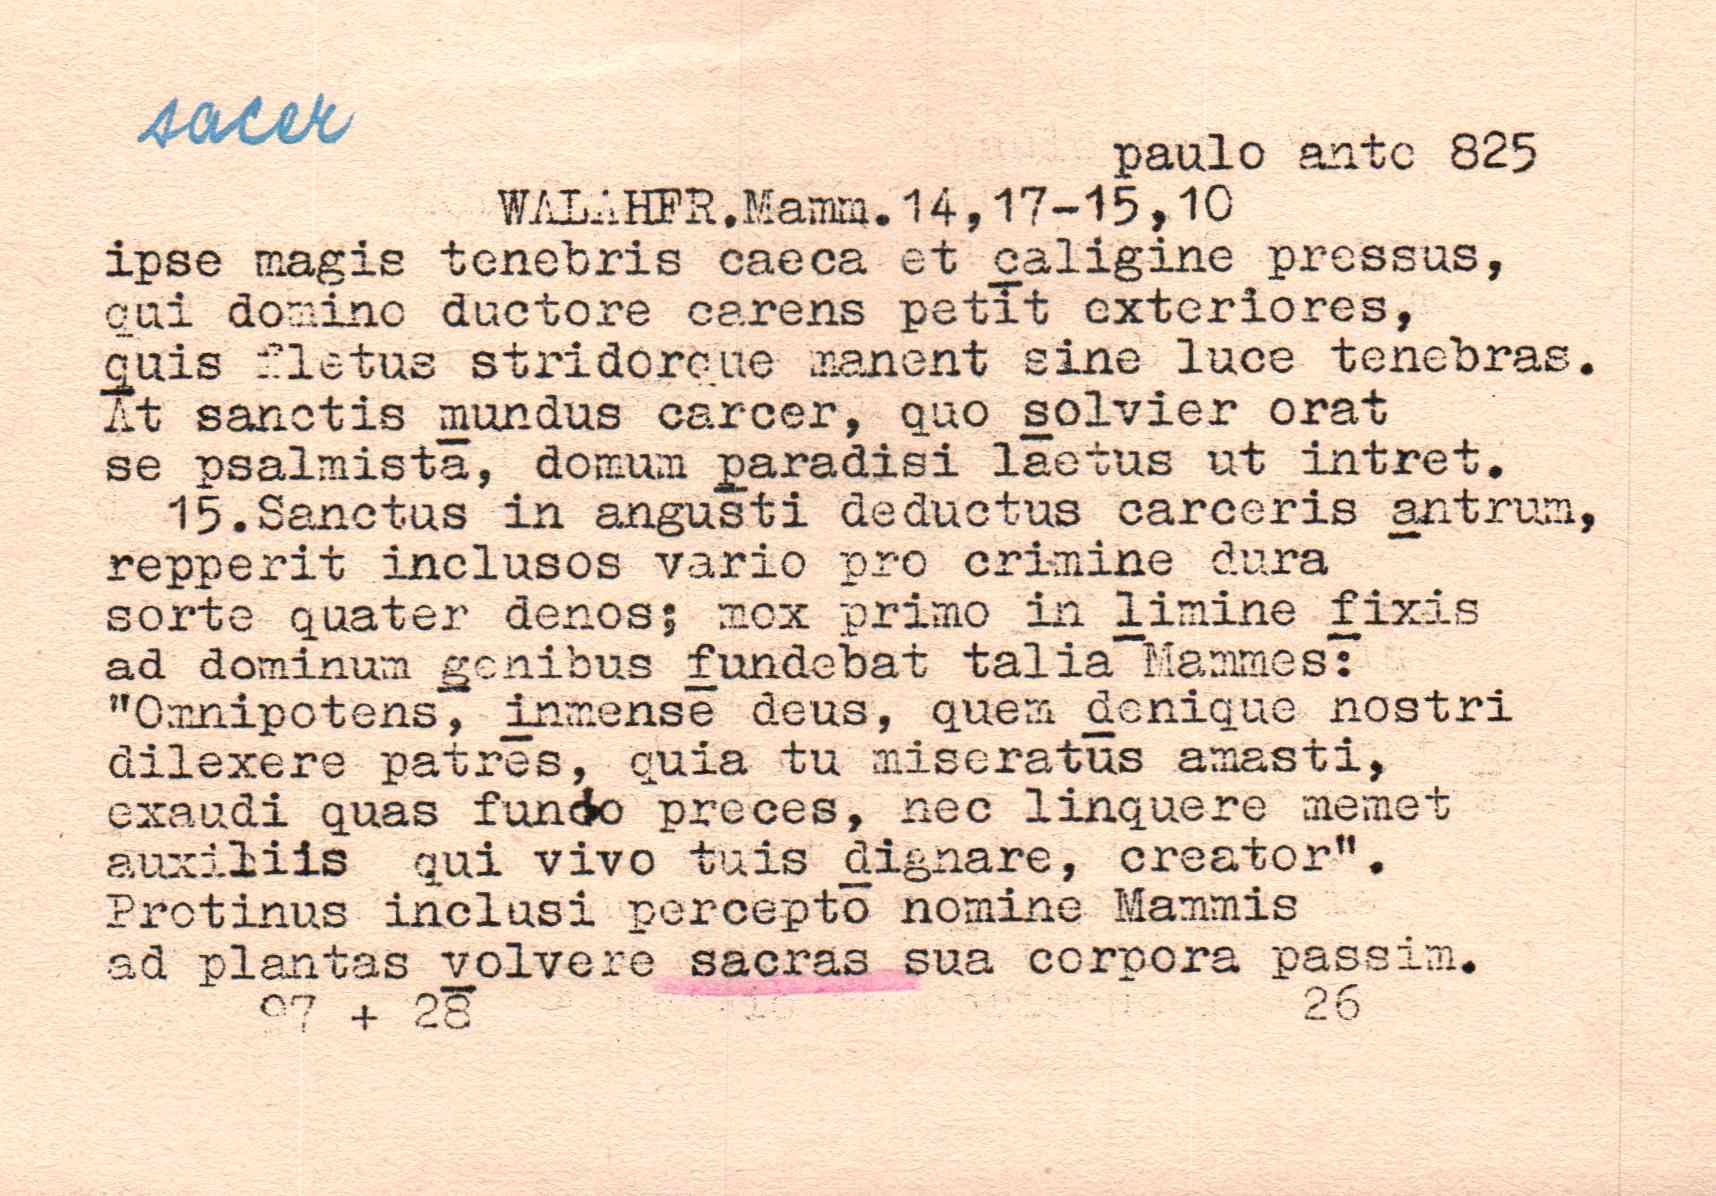 sacer
paulo ante 825
WALAHFR.Mamm.14,17-15,10
ipse magis tenebris caeca et caligine pressus,
qui domino ductore carens petit exteriores,
quis fletus stridorque manent sine luce tenebras.
At sanctis mundus carcer, quo solvier orat
se psalmista, domum paradisi laetus ut intret.
15.Sanctus in angusti deductus carceris antrum,
repperit inclusos vario pro crimine dura
sorte quater denos; mox primo in limine fixis
ad dominum genibus fundebat talia Mammes:
"Omnipotens, inmense deus, quem denique nostri
dilexere patres, quia tu miseratus amasti,
exaudi quas fundo preces, nec linquere memet
auxiliis qui vivo tuis dignare, creator".
Protinus inclusi percepto nomine Mammis
ad plantas volvere sacras sua corpora passim.
97 + 28 26